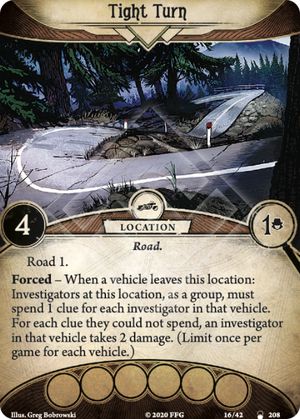 Tight Turn
4
LOCATION
1
Road.
Road 1.
Forced – When a vehicle leaves this location:
Investigators at this location, as a group, must
spend 1 clue for each investigator in that vehicle.
For each clue they could not spend, an investigator
in that vehicle takes 2 damage. (Limit once per
game for each vehicle.)
Illus. Greg Bobrowski © 2020 FFG 16/42 208